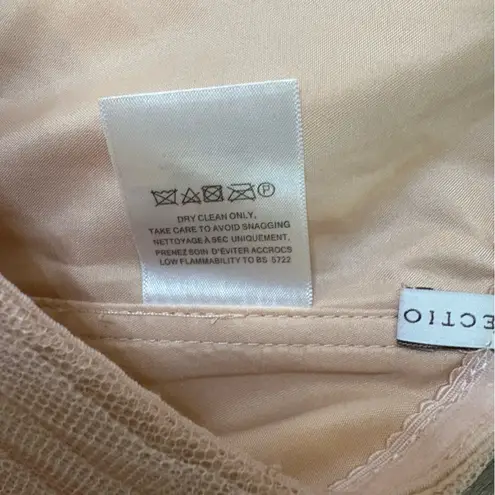 P
DRY CLEAN ONLY.
TAKE CARE TO AVOID SNAGGING
NETTOYAGE À SEC UNIQUEMENT.
PRENEZ SOIN D'ÉVITER ACCROCS
LOW FLAMMABILITY TO BS 5722
ECTIO